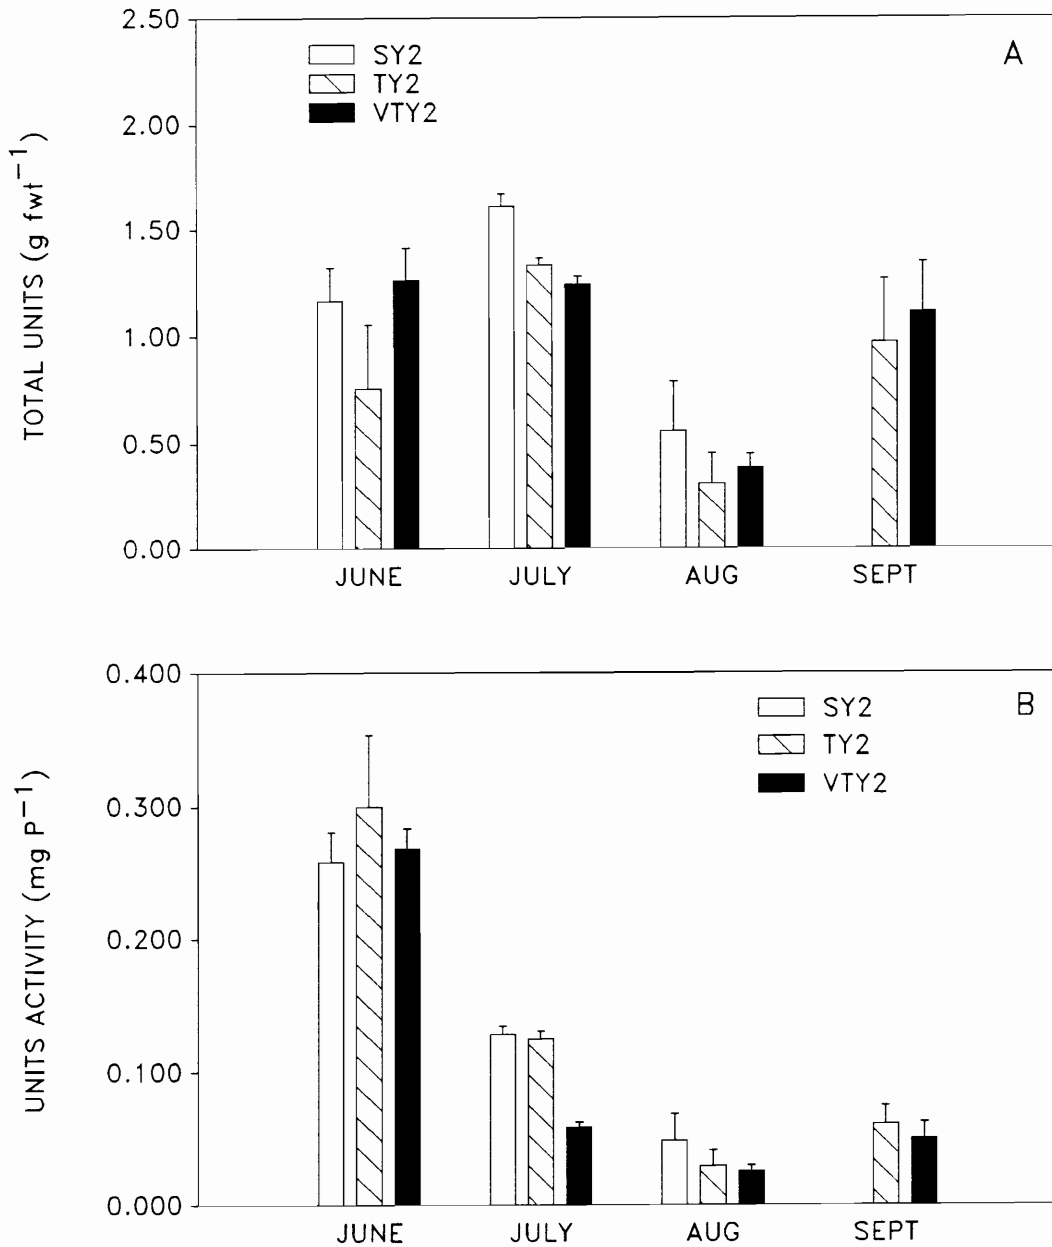 2.50
A
SY2
TY2
VTY2
2.00
1.50
1.00
0.50
0.00
TOTAL UNITS (g fwt⁻¹)
JUNE JULY AUG SEPT
0.400
B
SY2
TY2
VTY2
0.300
0.200
0.100
0.000
UNITS ACTIVITY (mg P⁻¹)
JUNE JULY AUG SEPT